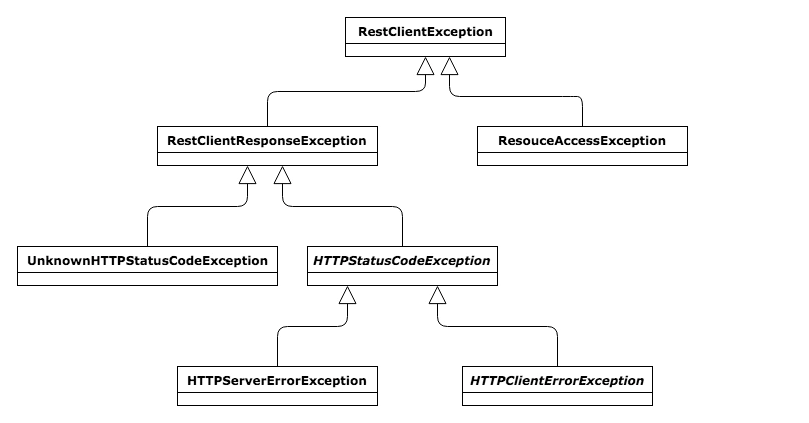 RestClientException
RestClientResponseException
ResouceAccessException
UnknownHTTPStatusCodeException
HTTPStatusCodeException
HTTPServerErrorException
HTTPClientErrorException